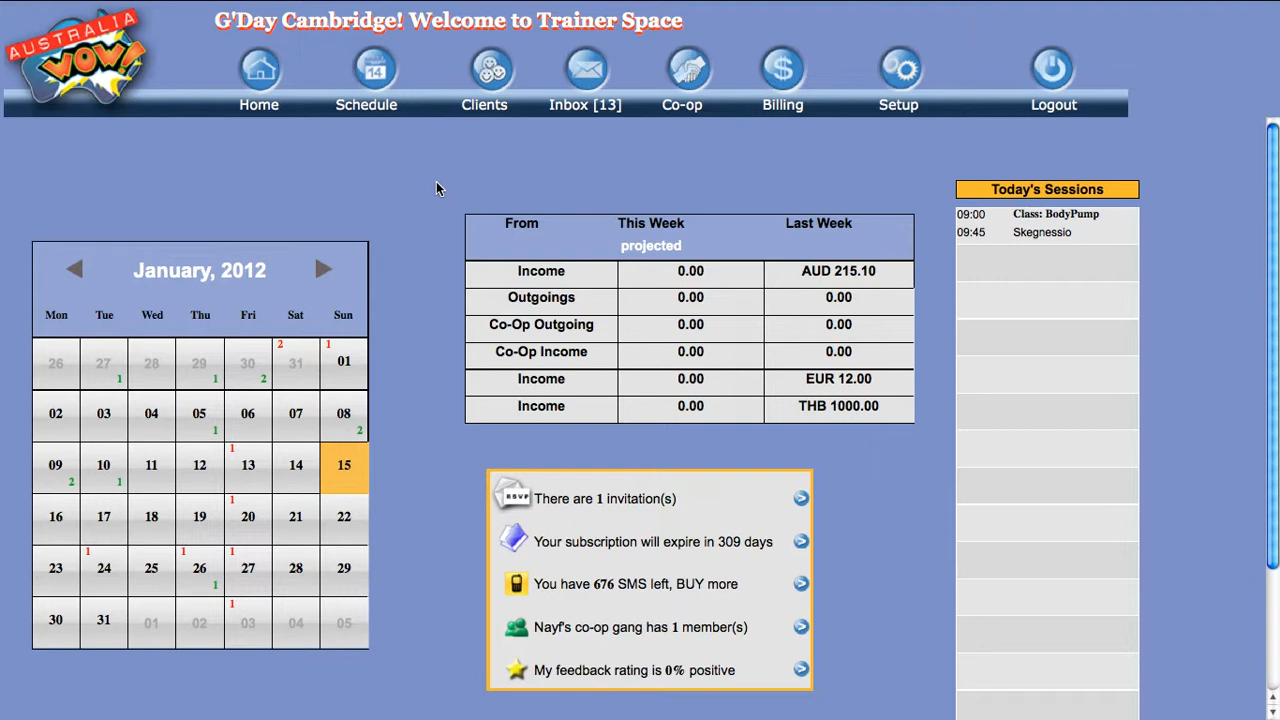 AUSTRALIA
WOW!
G'Day Cambridge! Welcome to Trainer Space
14
$
Home Schedule Clients Inbox [13] Co-op Billing Setup Logout
January, 2012
Mon Tue Wed Thu Fri Sat Sun
2 1
26 27 28 29 30 31 01
1 1 2
02 03 04 05 06 07 08
1 2
1
09 10 11 12 13 14 15
2 1
1
16 17 18 19 20 21 22
1 1 1
23 24 25 26 27 28 29
1
1
30 31 01 02 03 04 05
From This Week Last Week
projected
Income 0.00 AUD 215.10
Outgoings 0.00 0.00
Co-Op Outgoing 0.00 0.00
Co-Op Income 0.00 0.00
Income 0.00 EUR 12.00
Income 0.00 THB 1000.00
RSVP There are 1 invitation(s)
Your subscription will expire in 309 days
You have 676 SMS left, BUY more
Nayf's co-op gang has 1 member(s)
My feedback rating is 0% positive
Today's Sessions
09:00 Class: BodyPump
09:45 Skegnessio